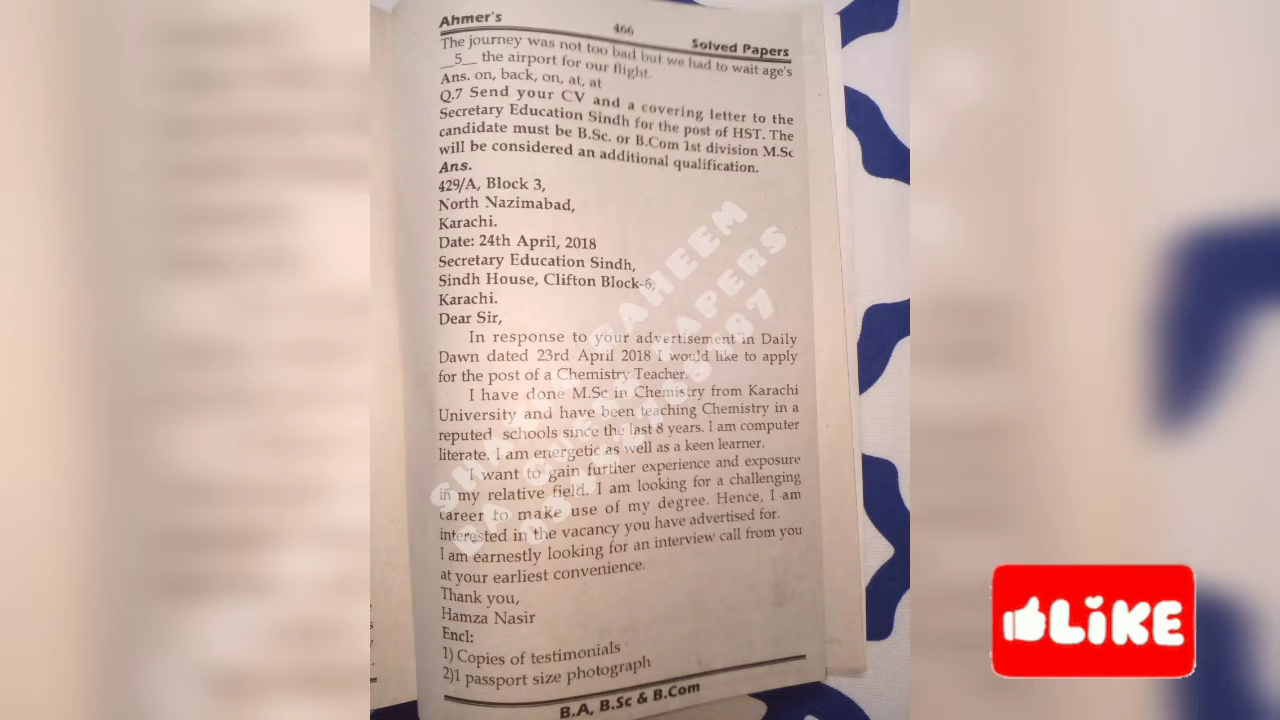 Ahmer's 466 Solved Papers
The journey was not too bad but we had to wait age's
__5__ the airport for our flight.
Ans. on, back, on, at, at
Q.7 Send your CV and a covering letter to the
Secretary Education Sindh for the post of HST. The
candidate must be B.Sc. or B.Com 1st division M.Sc
will be considered an additional qualification.
Ans.
429/A, Block 3,
North Nazimabad,
Karachi.
Date: 24th April, 2018
Secretary Education Sindh,
Sindh House, Clifton Block-6,
Karachi.
Dear Sir,
In response to your advertisement in Daily
Dawn dated 23rd April 2018 I would like to apply
for the post of a Chemistry Teacher.
I have done M.Sc in Chemistry from Karachi
University and have been teaching Chemistry in a
reputed schools since the last 8 years. I am computer
literate. I am energetic as well as a keen learner.
I want to gain further experience and exposure
in my relative field. I am looking for a challenging
career to make use of my degree. Hence, I am
interested in the vacancy you have advertised for.
I am earnestly looking for an interview call from you
at your earliest convenience.
Thank you,
Hamza Nasir
Encl:
1) Copies of testimonials
2)1 passport size photograph
B.A, B.Sc & B.Com
RAHEEM
PAPERS
LIKE